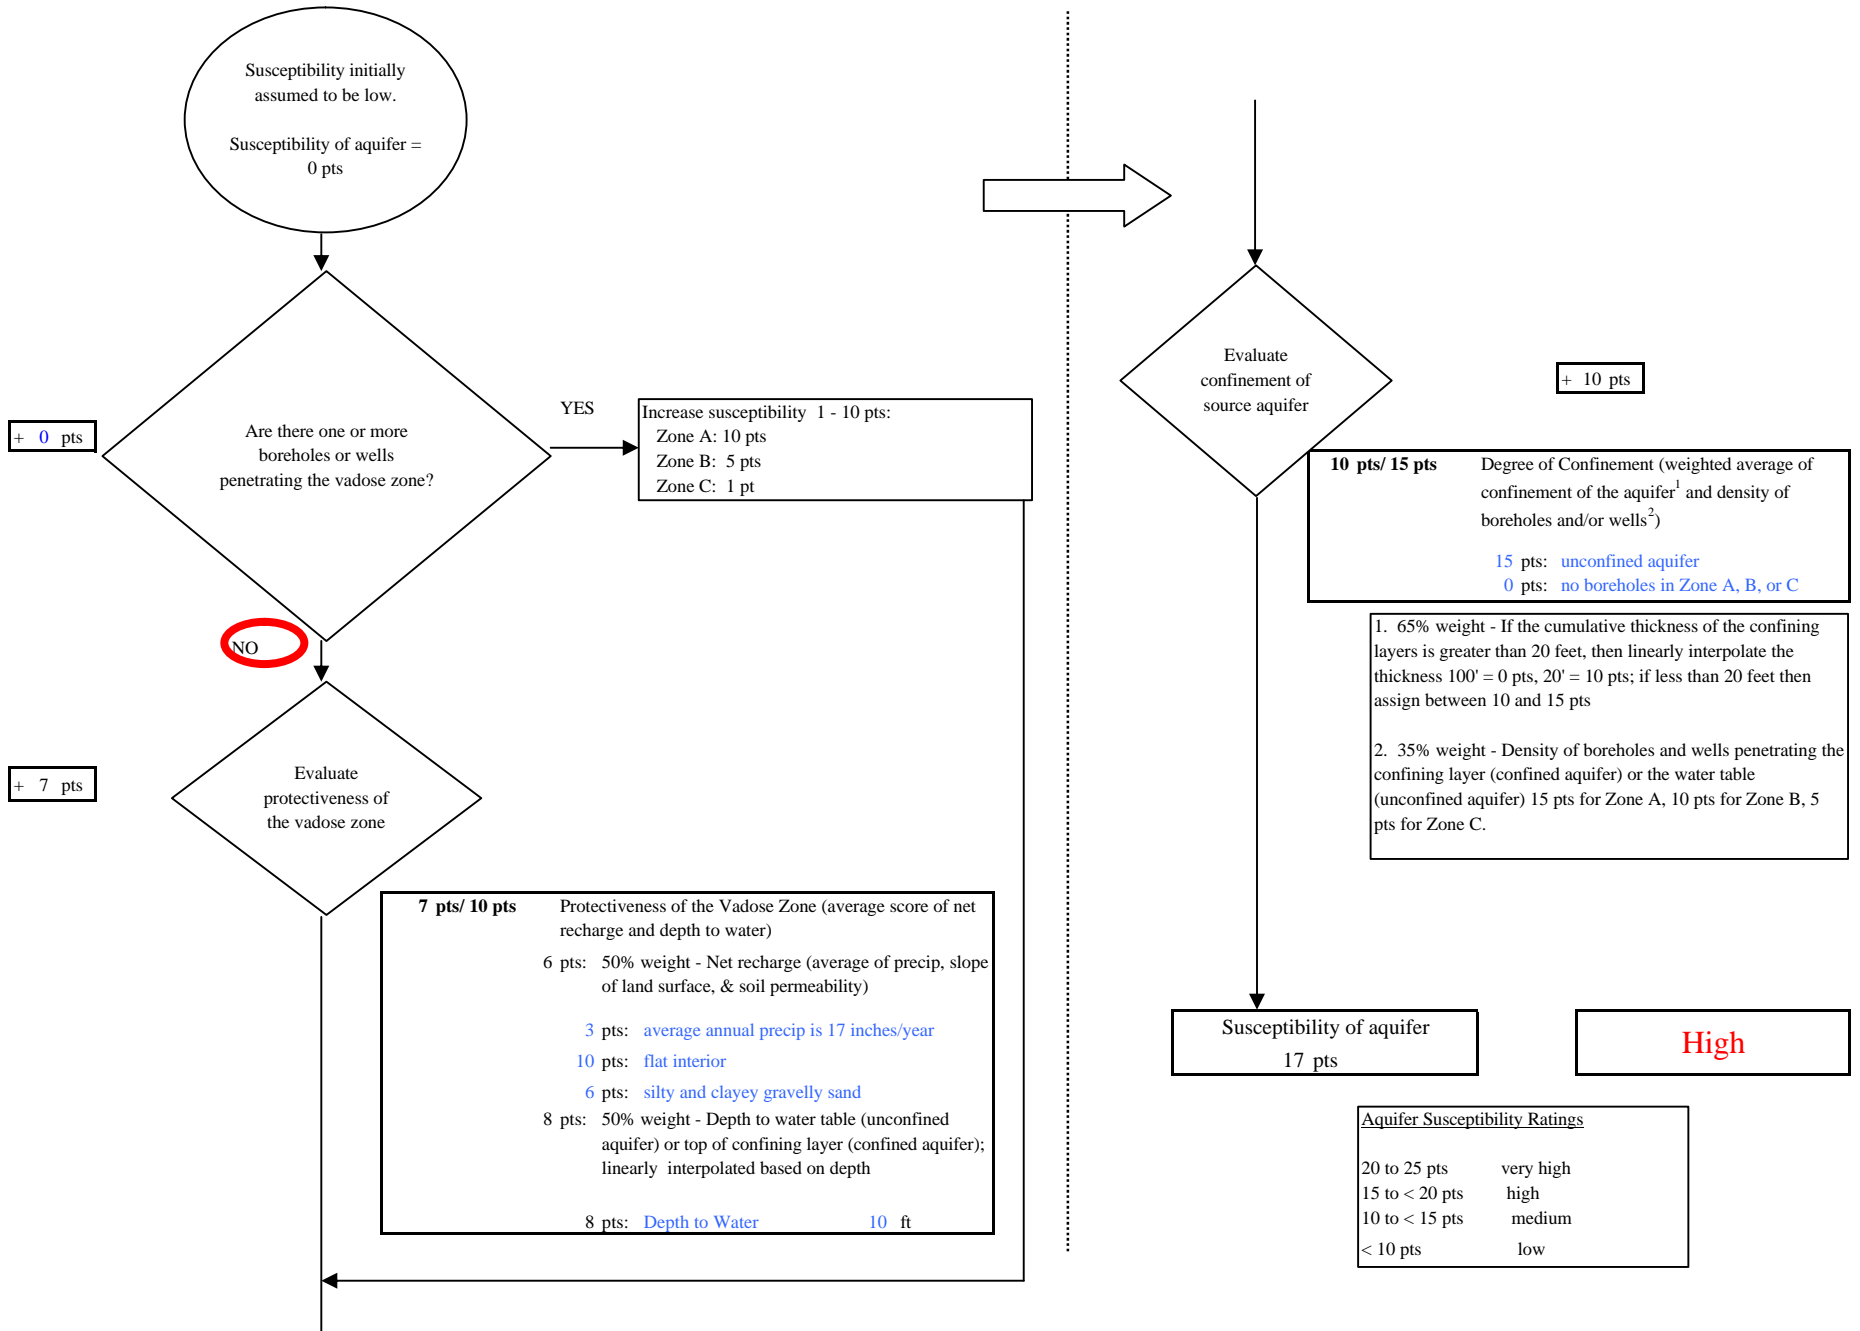 Susceptibility initially
assumed to be low.
Susceptibility of aquifer =
0 pts
+ 0 pts
Are there one or more
boreholes or wells
penetrating the vadose zone?
YES
Increase susceptibility 1 - 10 pts:
Zone A: 10 pts
Zone B: 5 pts
Zone C: 1 pt
NO
+ 7 pts
Evaluate
protectiveness of
the vadose zone
7 pts/ 10 pts Protectiveness of the Vadose Zone (average score of net
recharge and depth to water)
6 pts: 50% weight - Net recharge (average of precip, slope
of land surface, & soil permeability)
3 pts: average annual precip is 17 inches/year
10 pts: flat interior
6 pts: silty and clayey gravelly sand
8 pts: 50% weight - Depth to water table (unconfined
aquifer) or top of confining layer (confined aquifer);
linearly interpolated based on depth
8 pts: Depth to Water 10 ft
Evaluate
confinement of
source aquifer
+ 10 pts
10 pts/ 15 pts Degree of Confinement (weighted average of
confinement of the aquifer1 and density of
boreholes and/or wells2)
15 pts: unconfined aquifer
0 pts: no boreholes in Zone A, B, or C
1. 65% weight - If the cumulative thickness of the confining
layers is greater than 20 feet, then linearly interpolate the
thickness 100' = 0 pts, 20' = 10 pts; if less than 20 feet then
assign between 10 and 15 pts
2. 35% weight - Density of boreholes and wells penetrating the
confining layer (confined aquifer) or the water table
(unconfined aquifer) 15 pts for Zone A, 10 pts for Zone B, 5
pts for Zone C.
Susceptibility of aquifer
17 pts
High
Aquifer Susceptibility Ratings
20 to 25 pts very high
15 to < 20 pts high
10 to < 15 pts medium
< 10 pts low